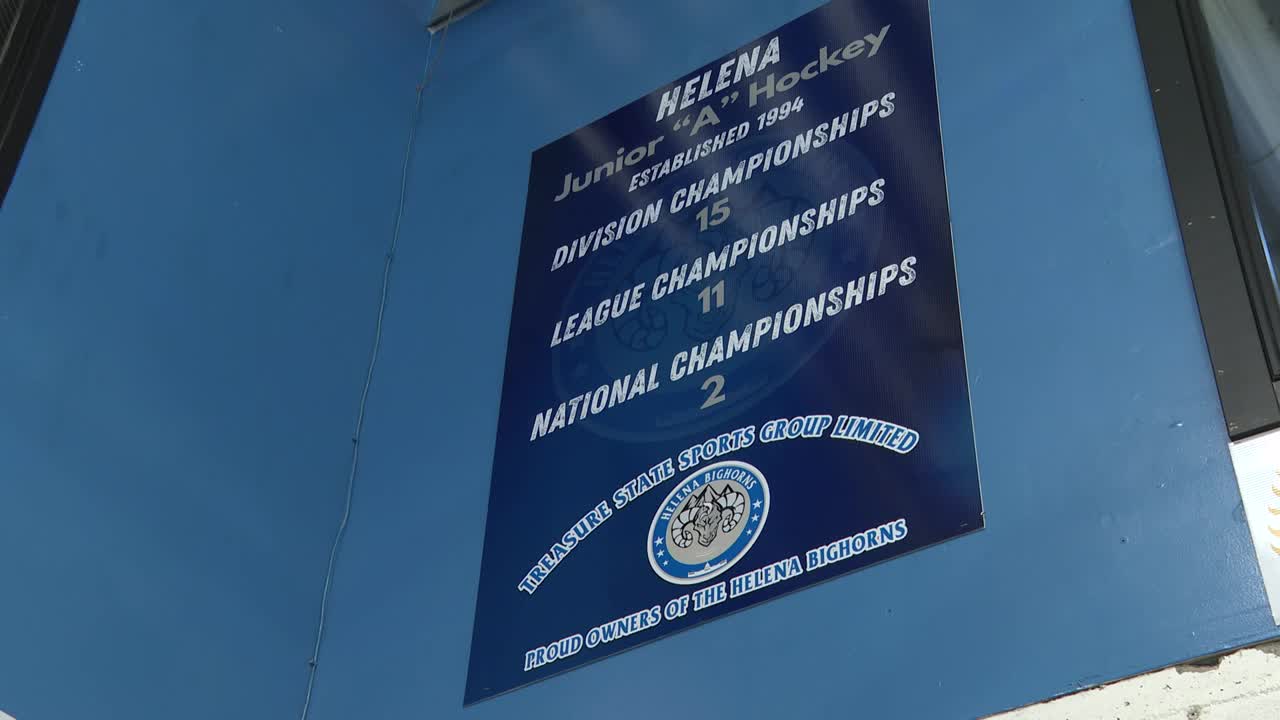 HELENA
Junior "A" Hockey
ESTABLISHED 1994
DIVISION CHAMPIONSHIPS
15
LEAGUE CHAMPIONSHIPS
11
NATIONAL CHAMPIONSHIPS
2
TREASURE STATE SPORTS GROUP LIMITED
HELENA BIGHORNS
PROUD OWNERS OF THE HELENA BIGHORNS